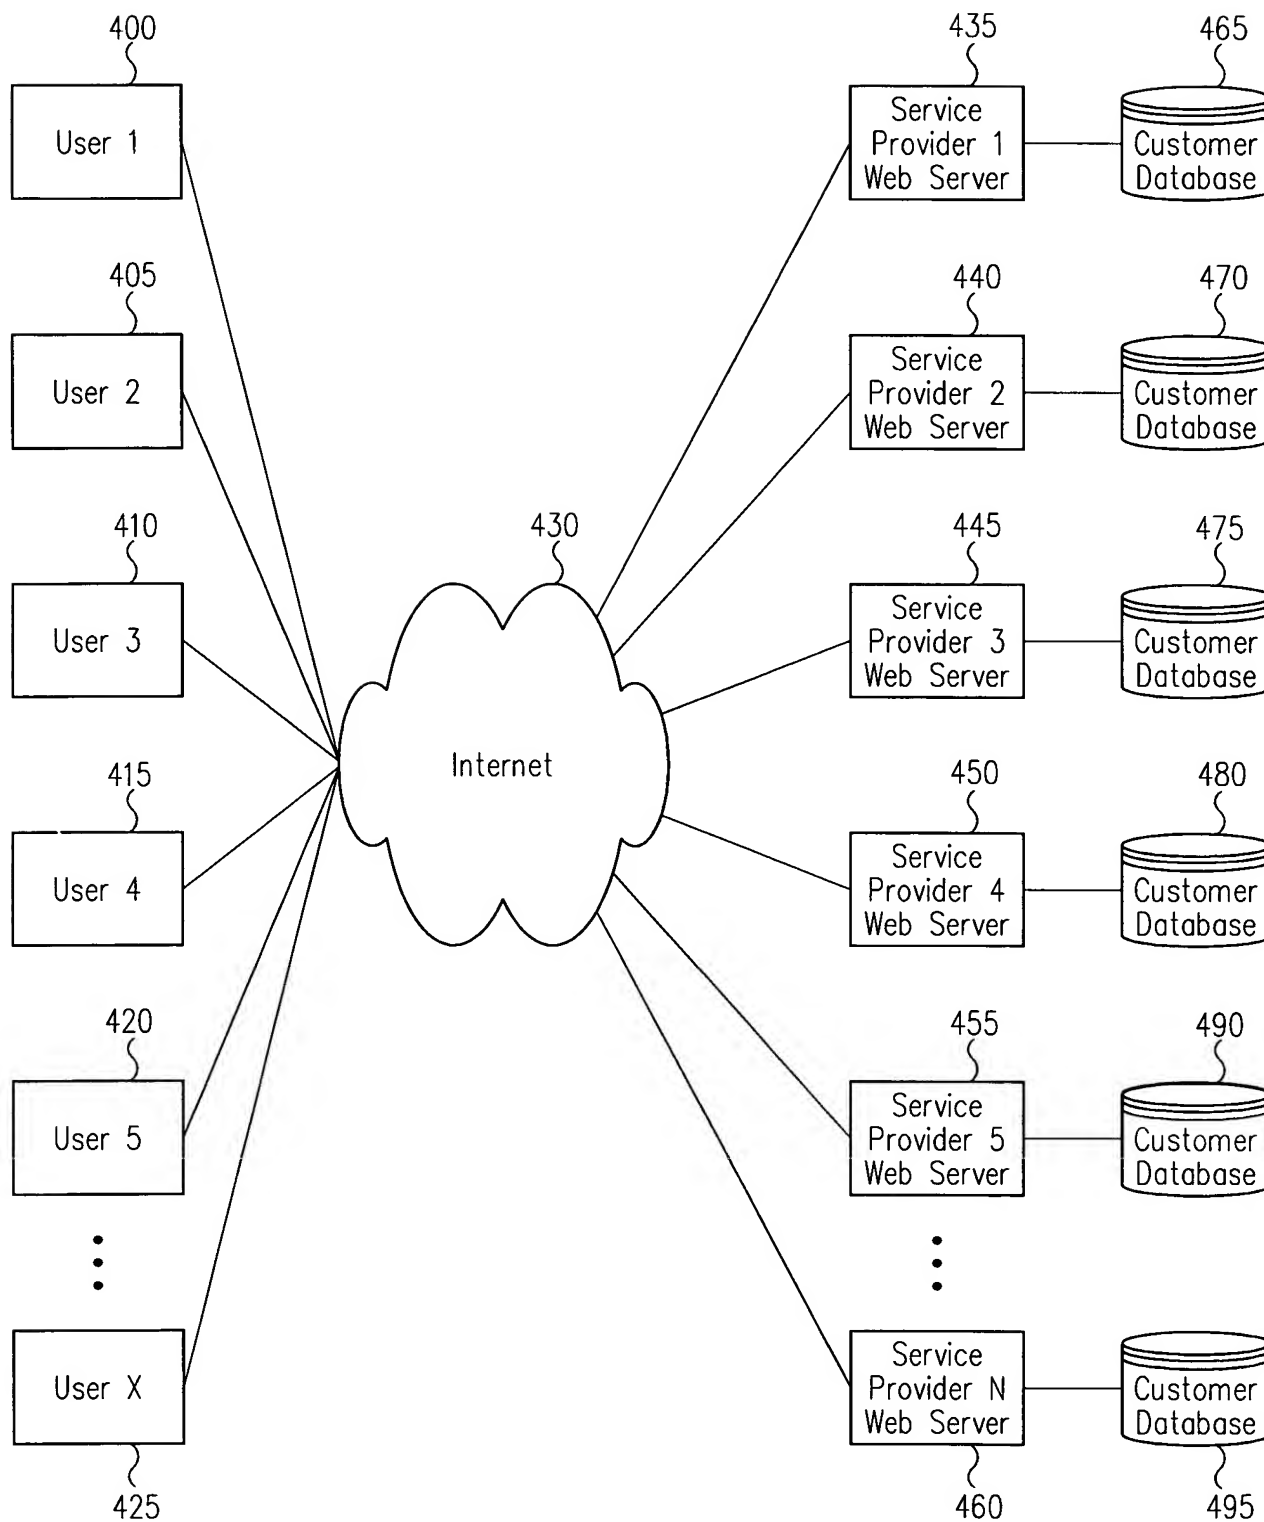 400
435
465
User 1
Service
Provider 1
Web Server
Customer
Database
405
440
470
User 2
Service
Provider 2
Web Server
Customer
Database
410
430
445
475
User 3
Service
Provider 3
Web Server
Customer
Database
Internet
415
450
480
User 4
Service
Provider 4
Web Server
Customer
Database
420
455
490
User 5
Service
Provider 5
Web Server
Customer
Database
User X
Service
Provider N
Web Server
Customer
Database
425
460
495